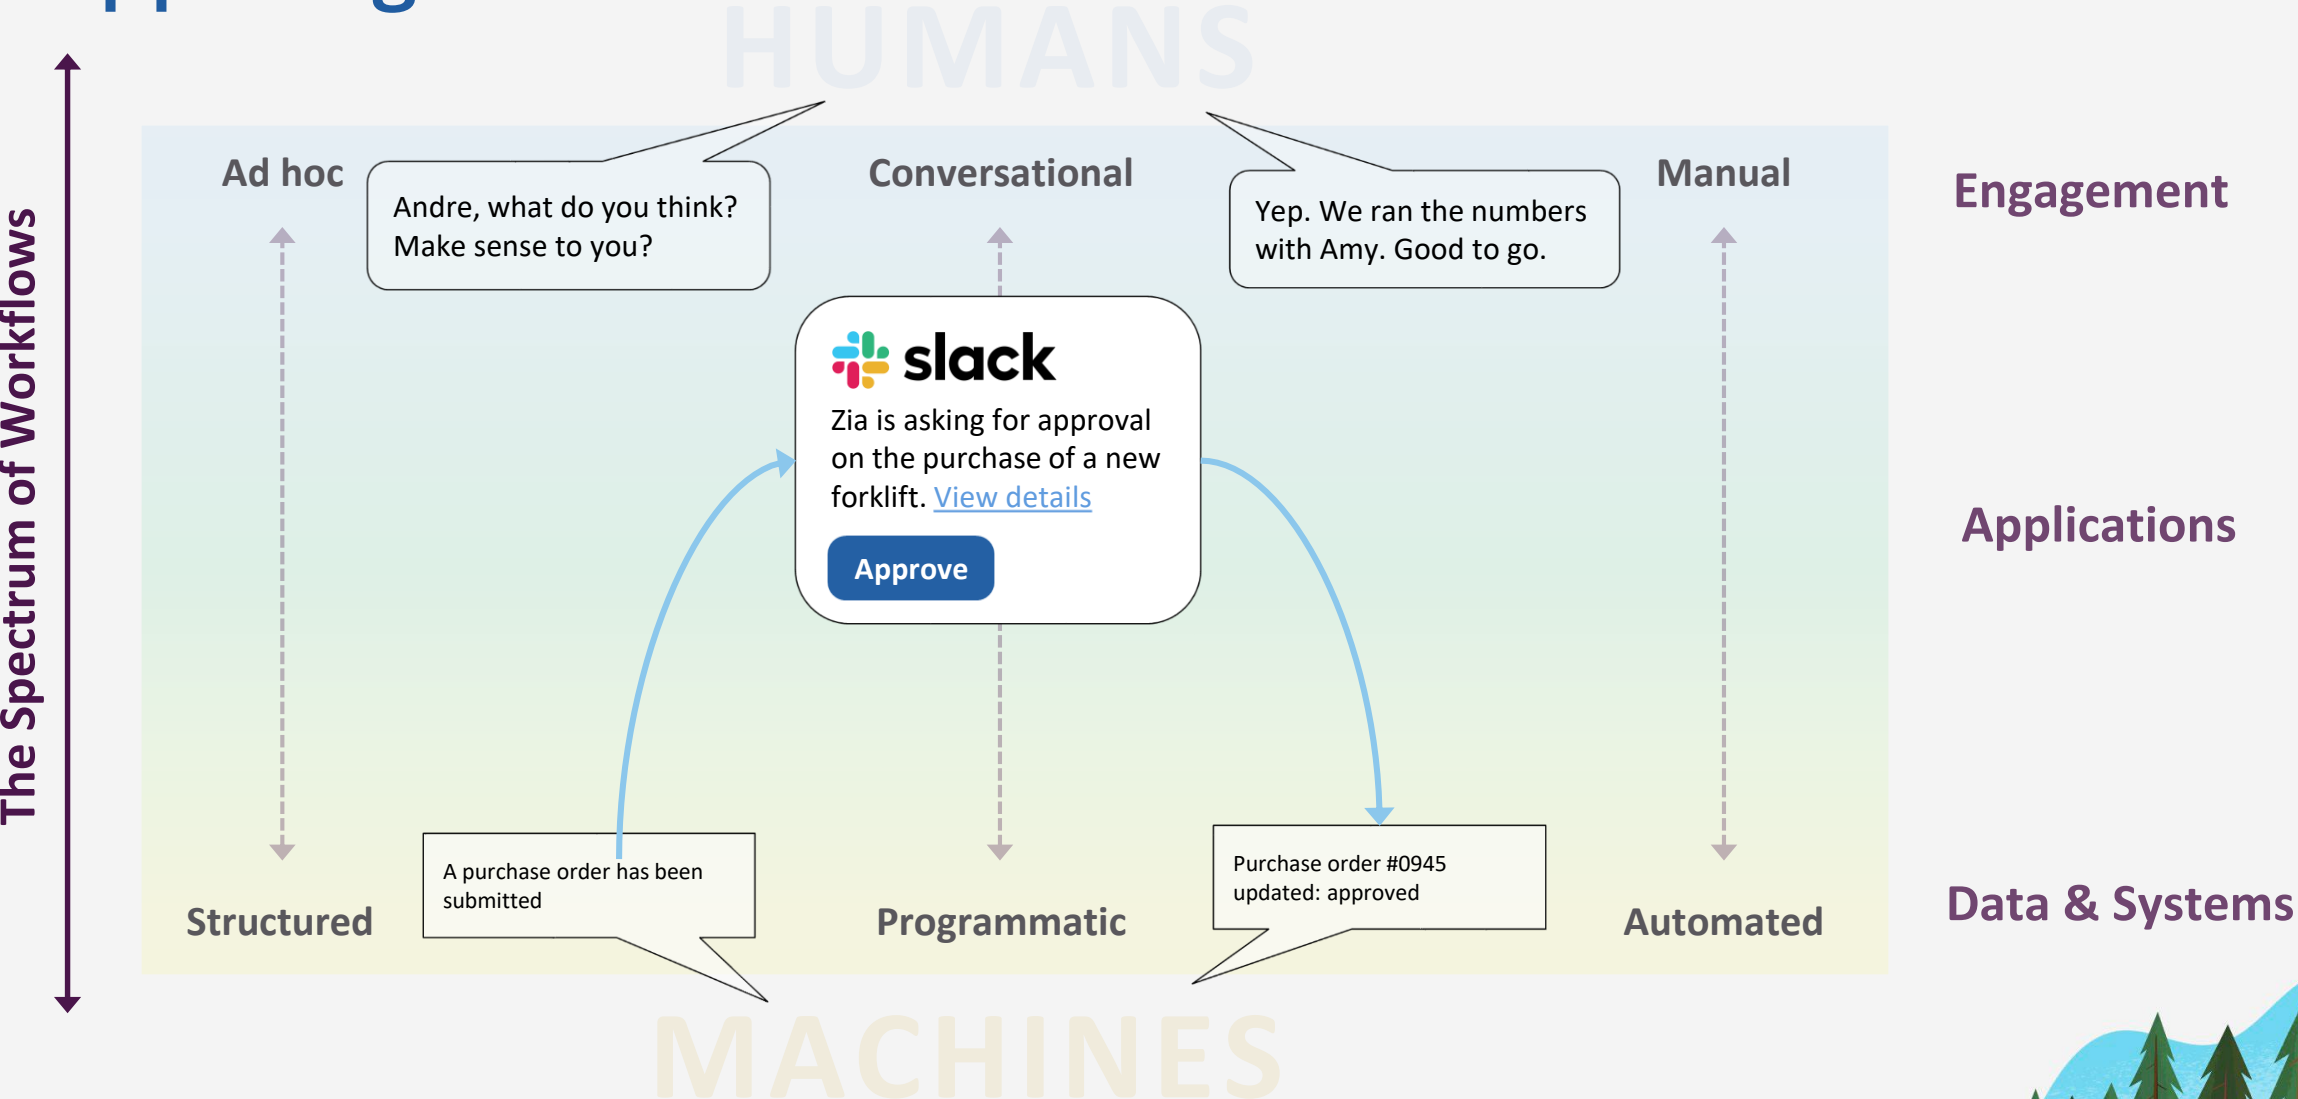 HUMANS
The Spectrum of Workflows
Ad hoc
Conversational
Manual
Engagement
Andre, what do you think?
Make sense to you?
Yep. We ran the numbers
with Amy. Good to go.
slack
Zia is asking for approval
on the purchase of a new
forklift. View details
Approve
Applications
A purchase order has been
submitted
Purchase order #0945
updated: approved
Structured
Programmatic
Automated
Data & Systems
MACHINES